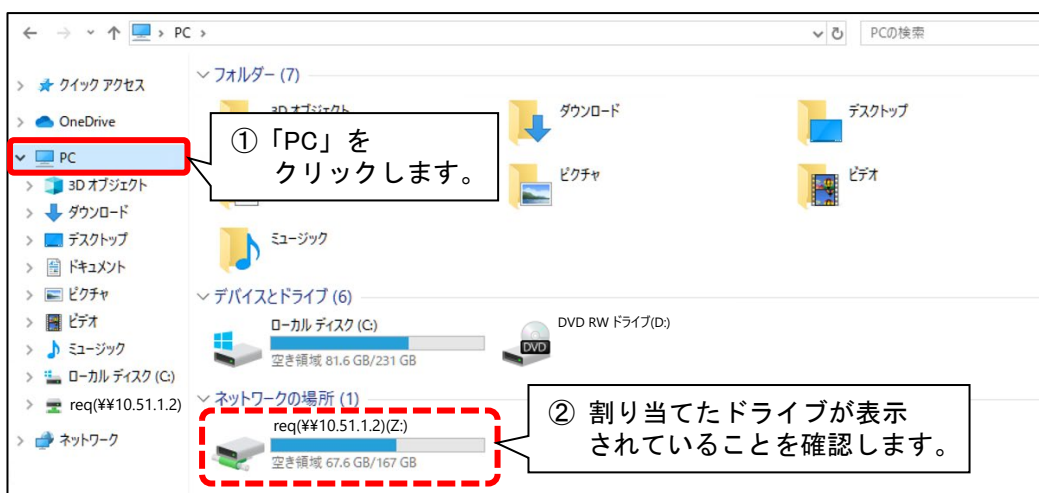 PC
PCの検索
クイック アクセス
OneDrive
PC
3D オブジェクト
ダウンロード
デスクトップ
ドキュメント
ピクチャ
ビデオ
ミュージック
ローカル ディスク (C:)
req(¥¥10.51.1.2)
ネットワーク
フォルダー (7)
3D オブジェクト
ダウンロード
デスクトップ
①「PC」を
クリックします。
ピクチャ
ビデオ
ミュージック
デバイスとドライブ (6)
ローカル ディスク (C:)
空き領域 81.6 GB/231 GB
DVD RW ドライブ(D:)
DVD
ネットワークの場所 (1)
req(¥¥10.51.1.2)(Z:)
空き領域 67.6 GB/167 GB
② 割り当てたドライブが表示
されていることを確認します。